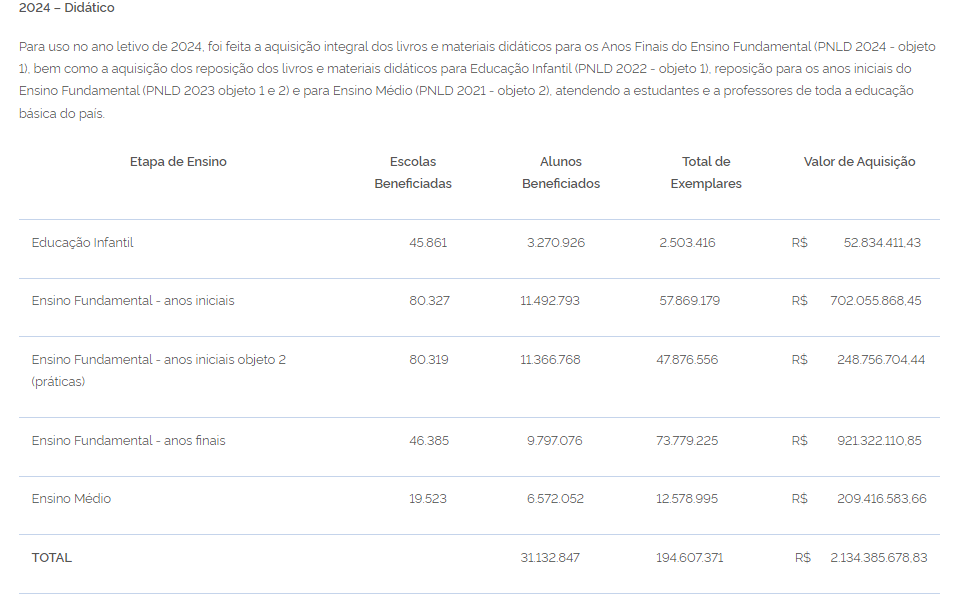 2024 – Didático
Para uso no ano letivo de 2024, foi feita a aquisição integral dos livros e materiais didáticos para os Anos Finais do Ensino Fundamental (PNLD 2024 - objeto
1), bem como a aquisição dos reposição dos livros e materiais didáticos para Educação Infantil (PNLD 2022 - objeto 1), reposição para os anos iniciais do
Ensino Fundamental (PNLD 2023 objeto 1 e 2) e para Ensino Médio (PNLD 2021 - objeto 2), atendendo a estudantes e a professores de toda a educação
básica do país.
Etapa de Ensino Escolas Beneficiadas Alunos Beneficiados Total de Exemplares Valor de Aquisição
Educação Infantil 45.861 3.270.926 2.503.416 R$ 52.834.411,43
Ensino Fundamental - anos iniciais 80.327 11.492.793 57.869.179 R$ 702.055.868,45
Ensino Fundamental - anos iniciais objeto 2 80.319 11.366.768 47.876.556 R$ 248.756.704,44
(práticas)
Ensino Fundamental - anos finais 46.385 9.797.076 73.779.225 R$ 921.322.110,85
Ensino Médio 19.523 6.572.052 12.578.995 R$ 209.416.583,66
TOTAL 31.132.847 194.607.371 R$ 2.134.385.678,83